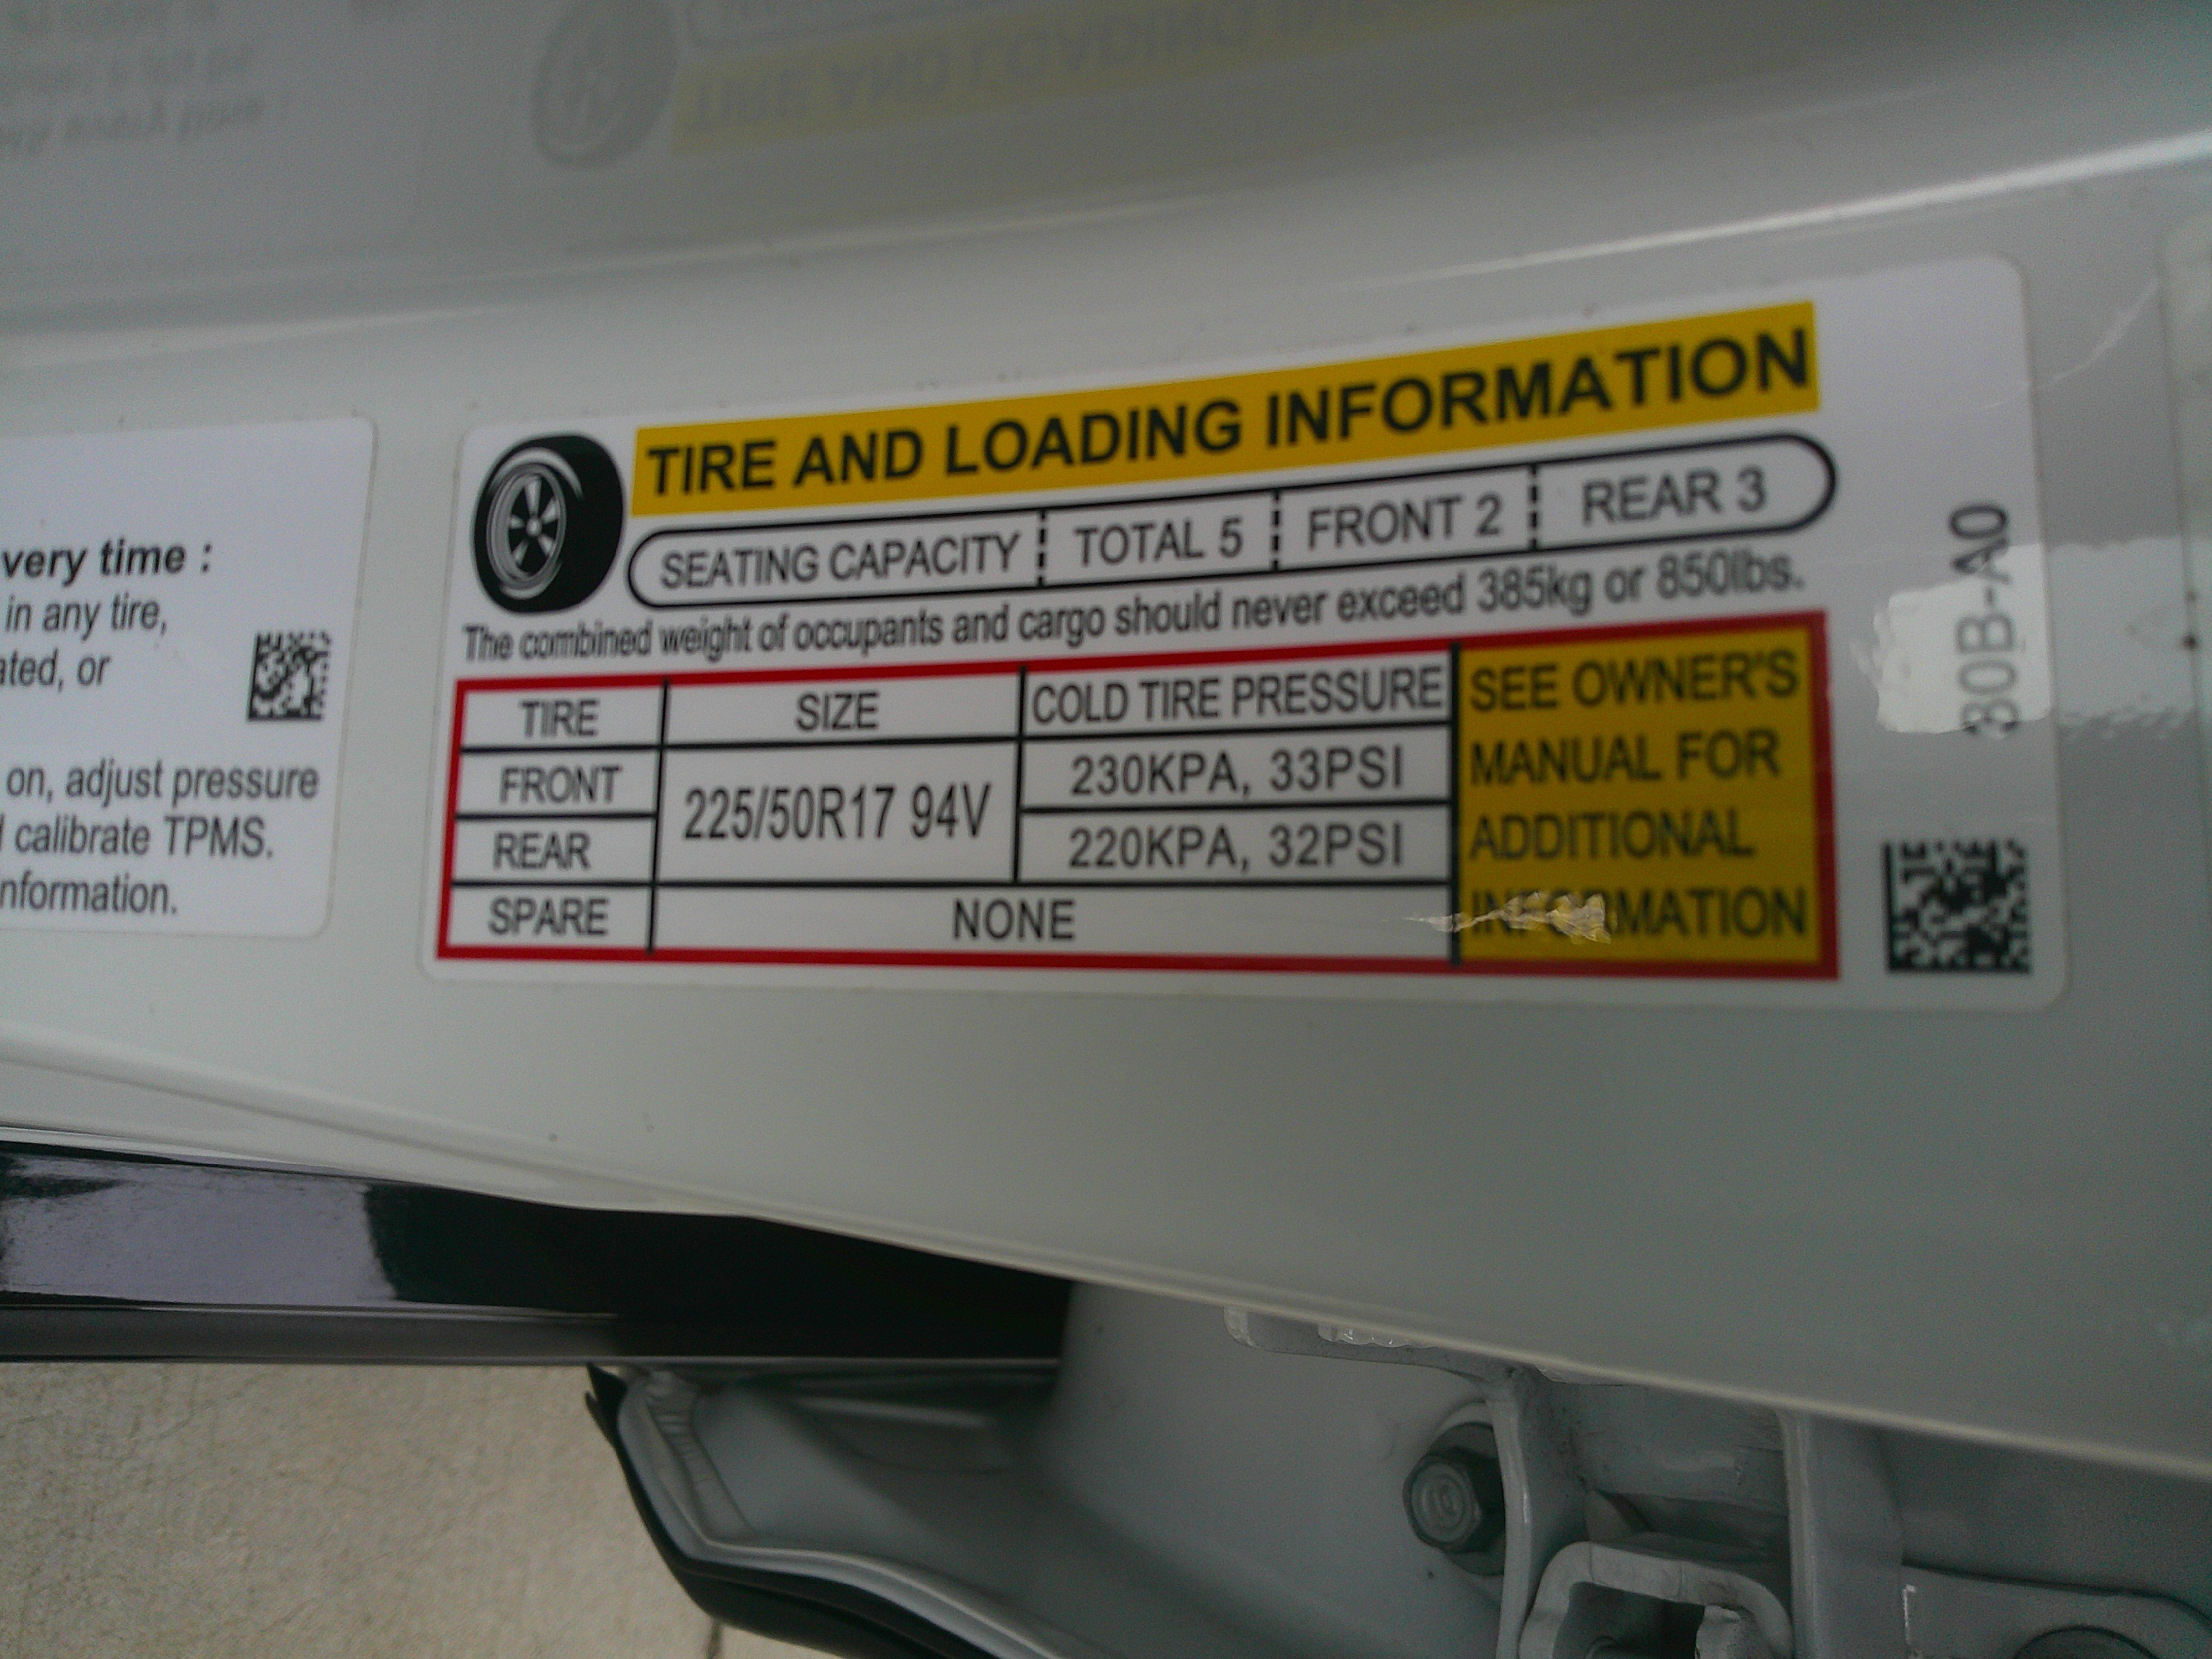 very time :
in any tire,
ated, or
on, adjust pressure
calibrate TPMS.
nformation.
TIRE AND LOADING INFORMATION
SEATING CAPACITY TOTAL 5 FRONT 2 REAR 3
The combined weight of occupants and cargo should never exceed 385kg or 850lbs.
TIRE SIZE COLD TIRE PRESSURE
FRONT 225/50R17 94V 230KPA, 33PSI
REAR 220KPA, 32PSI
SPARE NONE
SEE OWNER'S
MANUAL FOR
ADDITIONAL
INFORMATION
30B-A0
10